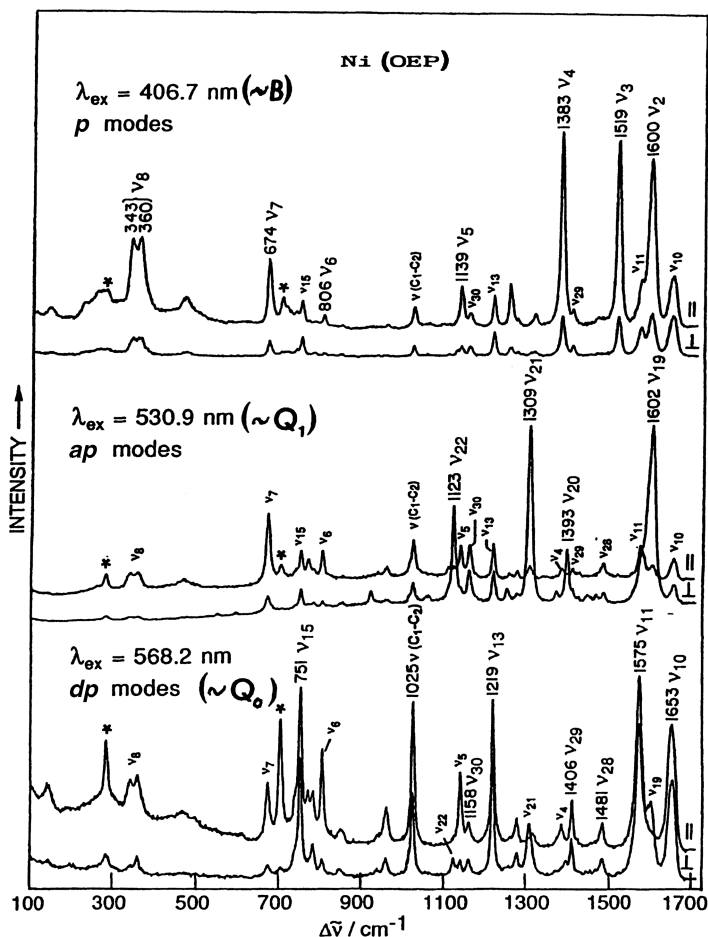 Ni (OEP)
λex = 406.7 nm (~B)
p modes
343} ν8
360}
*
674 ν7
*
ν15
806 ν6
ν(C1-C2)
1139 ν5
ν30
ν13
1383 ν4
ν29
1519 ν3
ν11
1600 ν2
ν10
||
⊥
λex = 530.9 nm (~Q1)
ap modes
*
ν8
ν7
*
ν15
ν6
ν(C1-C2)
1123 ν22
ν5
ν30
ν13
1309 ν21
ν4
1393 ν20
ν29
ν28
ν11
1602 ν19
ν10
||
⊥
INTENSITY →
λex = 568.2 nm
dp modes (~Q0)
*
ν8
ν7
*
751 ν15
ν6
1025 ν(C1-C2)
ν22
ν5
1158 ν30
1219 ν13
ν21
ν4
1406 ν29
1481 ν28
1575 ν11
ν19
1653 ν10
||
⊥
100 300 500 700 900 1100 1300 1500 1700
Δν̃ / cm-1